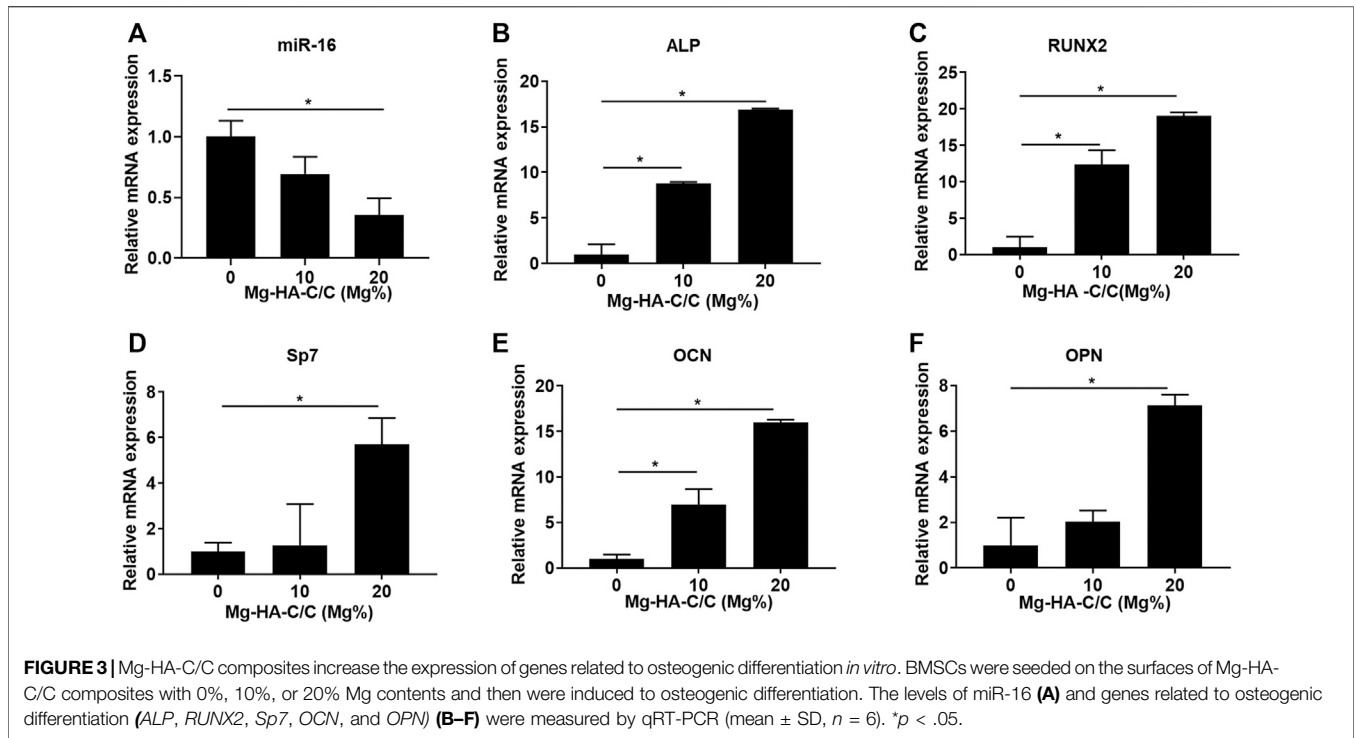 A
miR-16
Relative mRNA expression
1.5
1.0
0.5
0.0
*
0 10 20
Mg-HA-C/C (Mg%)
B
ALP
Relative mRNA expression
20
15
10
5
0
*
*
0 10 20
Mg-HA-C/C (Mg%)
C
RUNX2
Relative mRNA expression
25
20
15
10
5
0
*
*
0 10 20
Mg-HA -C/C(Mg%)
D
Sp7
Relative mRNA expression
8
6
4
2
0
*
0 10 20
Mg-HA-C/C (Mg%)
E
OCN
Relative mRNA expression
20
15
10
5
0
*
*
0 10 20
Mg-HA-C/C (Mg%)
F
OPN
Relative mRNA expression
8
6
4
2
0
*
0 10 20
Mg-HA-C/C (Mg%)
FIGURE 3 | Mg-HA-C/C composites increase the expression of genes related to osteogenic differentiation in vitro. BMSCs were seeded on the surfaces of Mg-HA-
C/C composites with 0%, 10%, or 20% Mg contents and then were induced to osteogenic differentiation. The levels of miR-16 (A) and genes related to osteogenic
differentiation (ALP, RUNX2, Sp7, OCN, and OPN) (B–F) were measured by qRT-PCR (mean ± SD, n = 6). *p < .05.